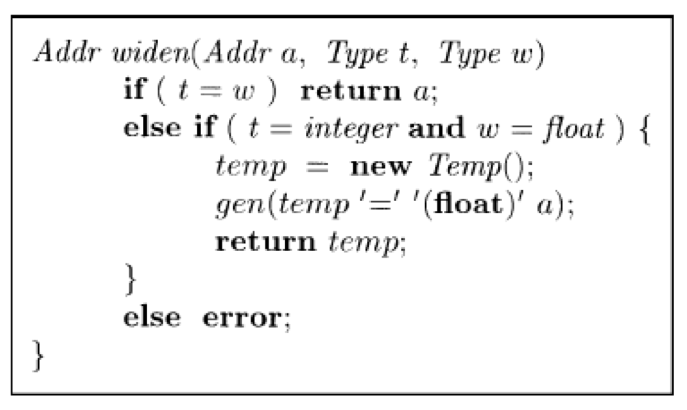 Addr widen(Addr a, Type t, Type w)
if ( t = w ) return a;
else if ( t = integer and w = float ) {
temp = new Temp();
gen(temp '=' '(float)' a);
return temp;
}
else error;
}